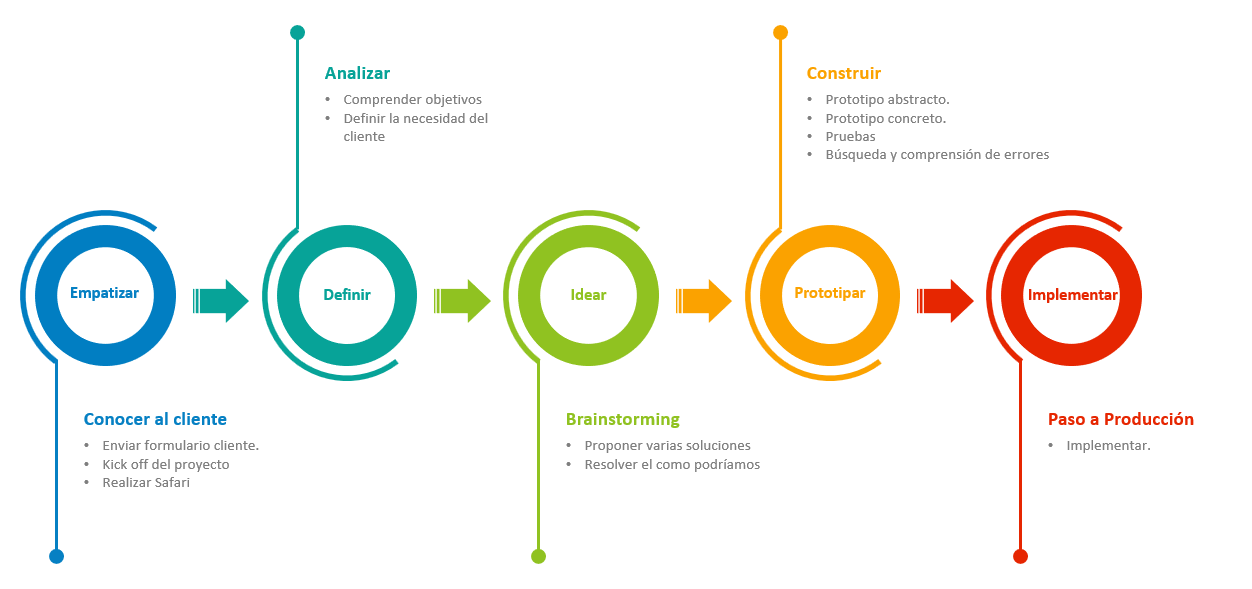 Analizar
• Comprender objetivos
• Definir la necesidad del
cliente
Construir
• Prototipo abstracto.
• Prototipo concreto.
• Pruebas
• Búsqueda y comprensión de errores
Empatizar
Definir
Idear
Prototipar
Implementar
Conocer al cliente
• Enviar formulario cliente.
• Kick off del proyecto
• Realizar Safari
Brainstorming
• Proponer varias soluciones
• Resolver el como podríamos
Paso a Producción
• Implementar.